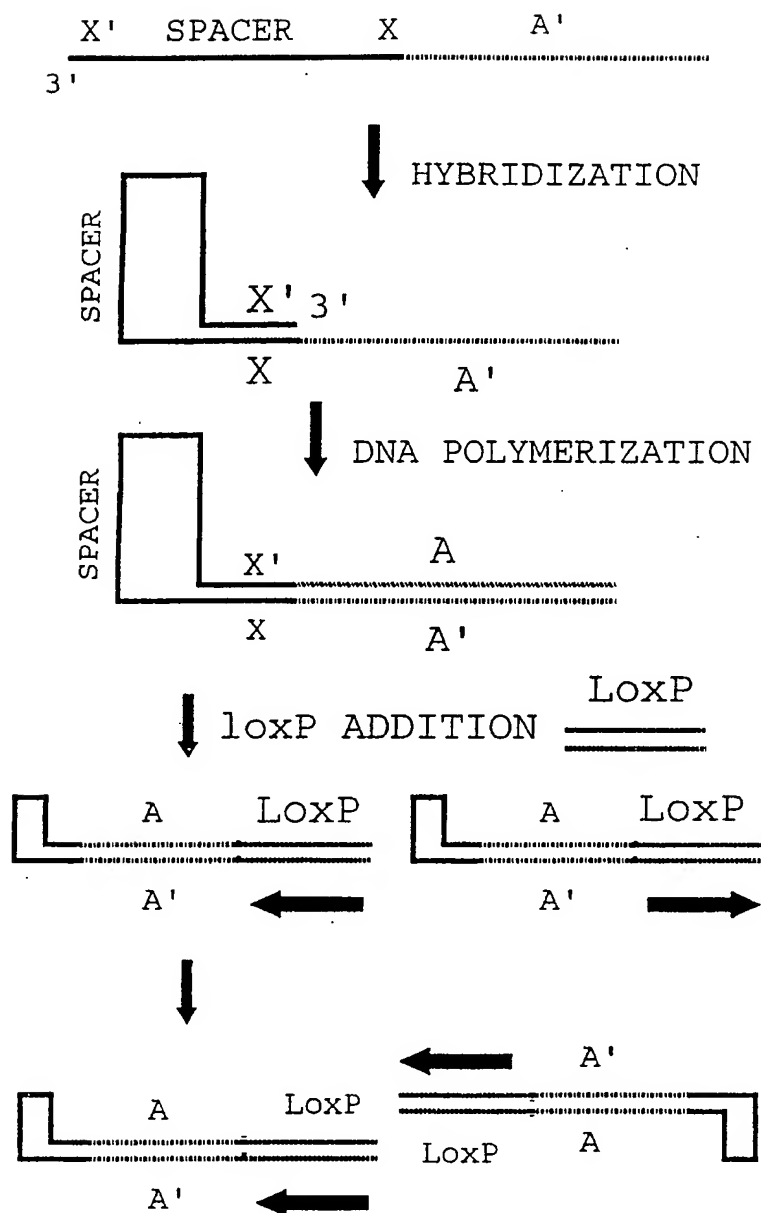 X' SPACER X A'
3'
HYBRIDIZATION
SPACER
X' 3'
X A'
DNA POLYMERIZATION
SPACER
X' A
X A'
LoxP
loxP ADDITION
A LoxP A LoxP
A' A'
A'
A LoxP
LoxP A
A'